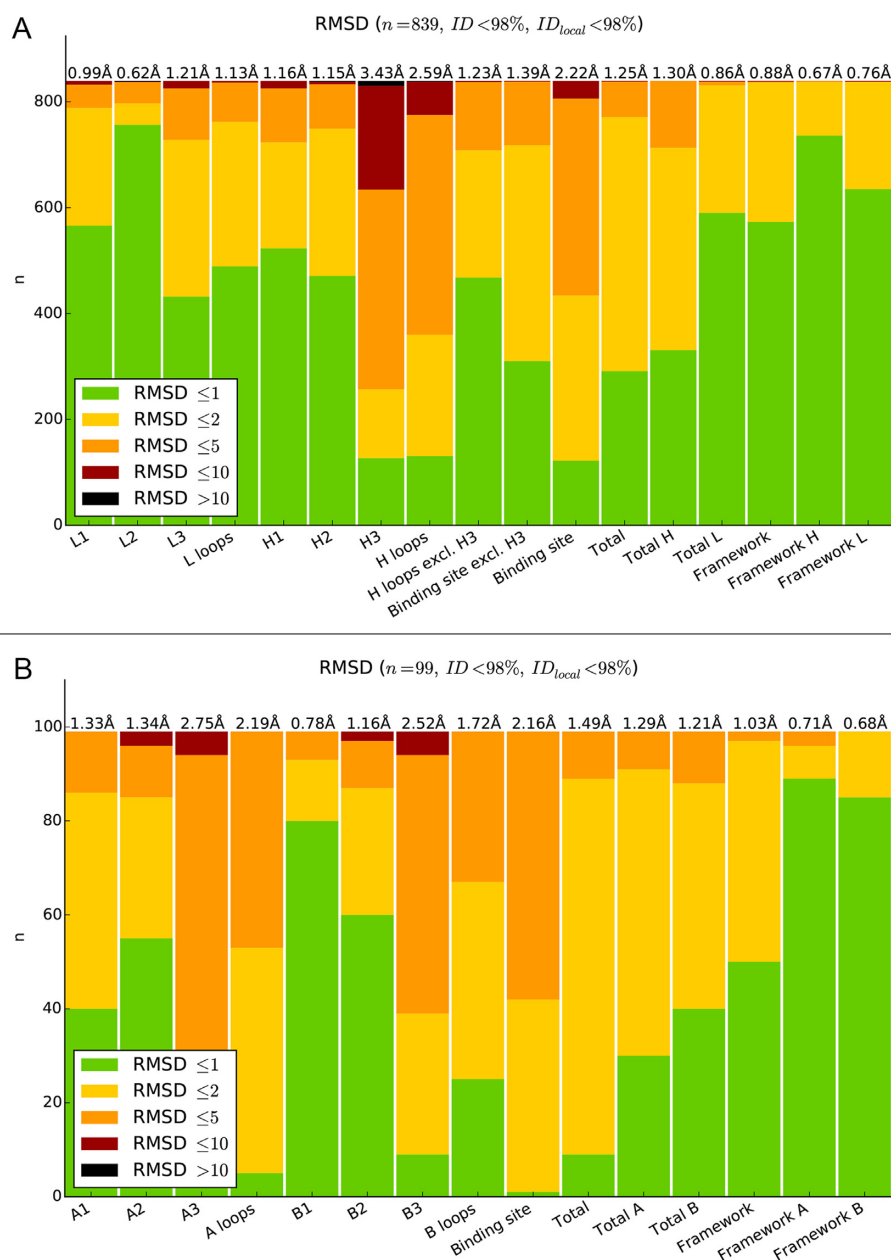 A
RMSD (n=839, ID<98%, ID_local<98%)
0.99Å 0.62Å 1.21Å 1.13Å 1.16Å 1.15Å 3.43Å 2.59Å 1.23Å 1.39Å 2.22Å 1.25Å 1.30Å 0.86Å 0.88Å 0.67Å 0.76Å
800
600
400
200
0
n
RMSD ≤1
RMSD ≤2
RMSD ≤5
RMSD ≤10
RMSD >10
L1 L2 L3 L loops H1 H2 H3 H loops H loops excl. H3 Binding site excl. H3 Binding site Total Total H Total L Framework Framework H Framework L
B
RMSD (n=99, ID<98%, ID_local<98%)
1.33Å 1.34Å 2.75Å 2.19Å 0.78Å 1.16Å 2.52Å 1.72Å 2.16Å 1.49Å 1.29Å 1.21Å 1.03Å 0.71Å 0.68Å
100
80
60
40
20
0
n
RMSD ≤1
RMSD ≤2
RMSD ≤5
RMSD ≤10
RMSD >10
A1 A2 A3 A loops B1 B2 B3 B loops Binding site Total Total A Total B Framework Framework A Framework B